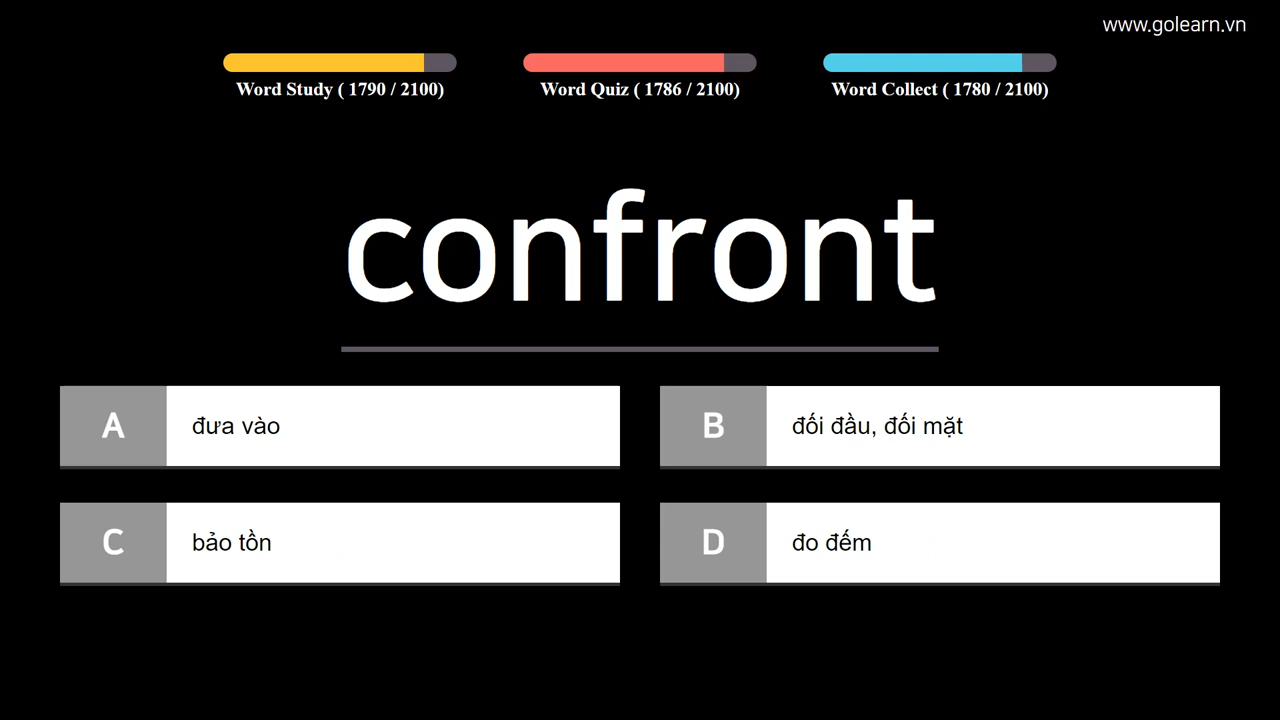 www.golearn.vn
Word Study ( 1790 / 2100)
Word Quiz ( 1786 / 2100)
Word Collect ( 1780 / 2100)
confront
A đưa vào
B đối đầu, đối mặt
C bảo tồn
D đo đếm